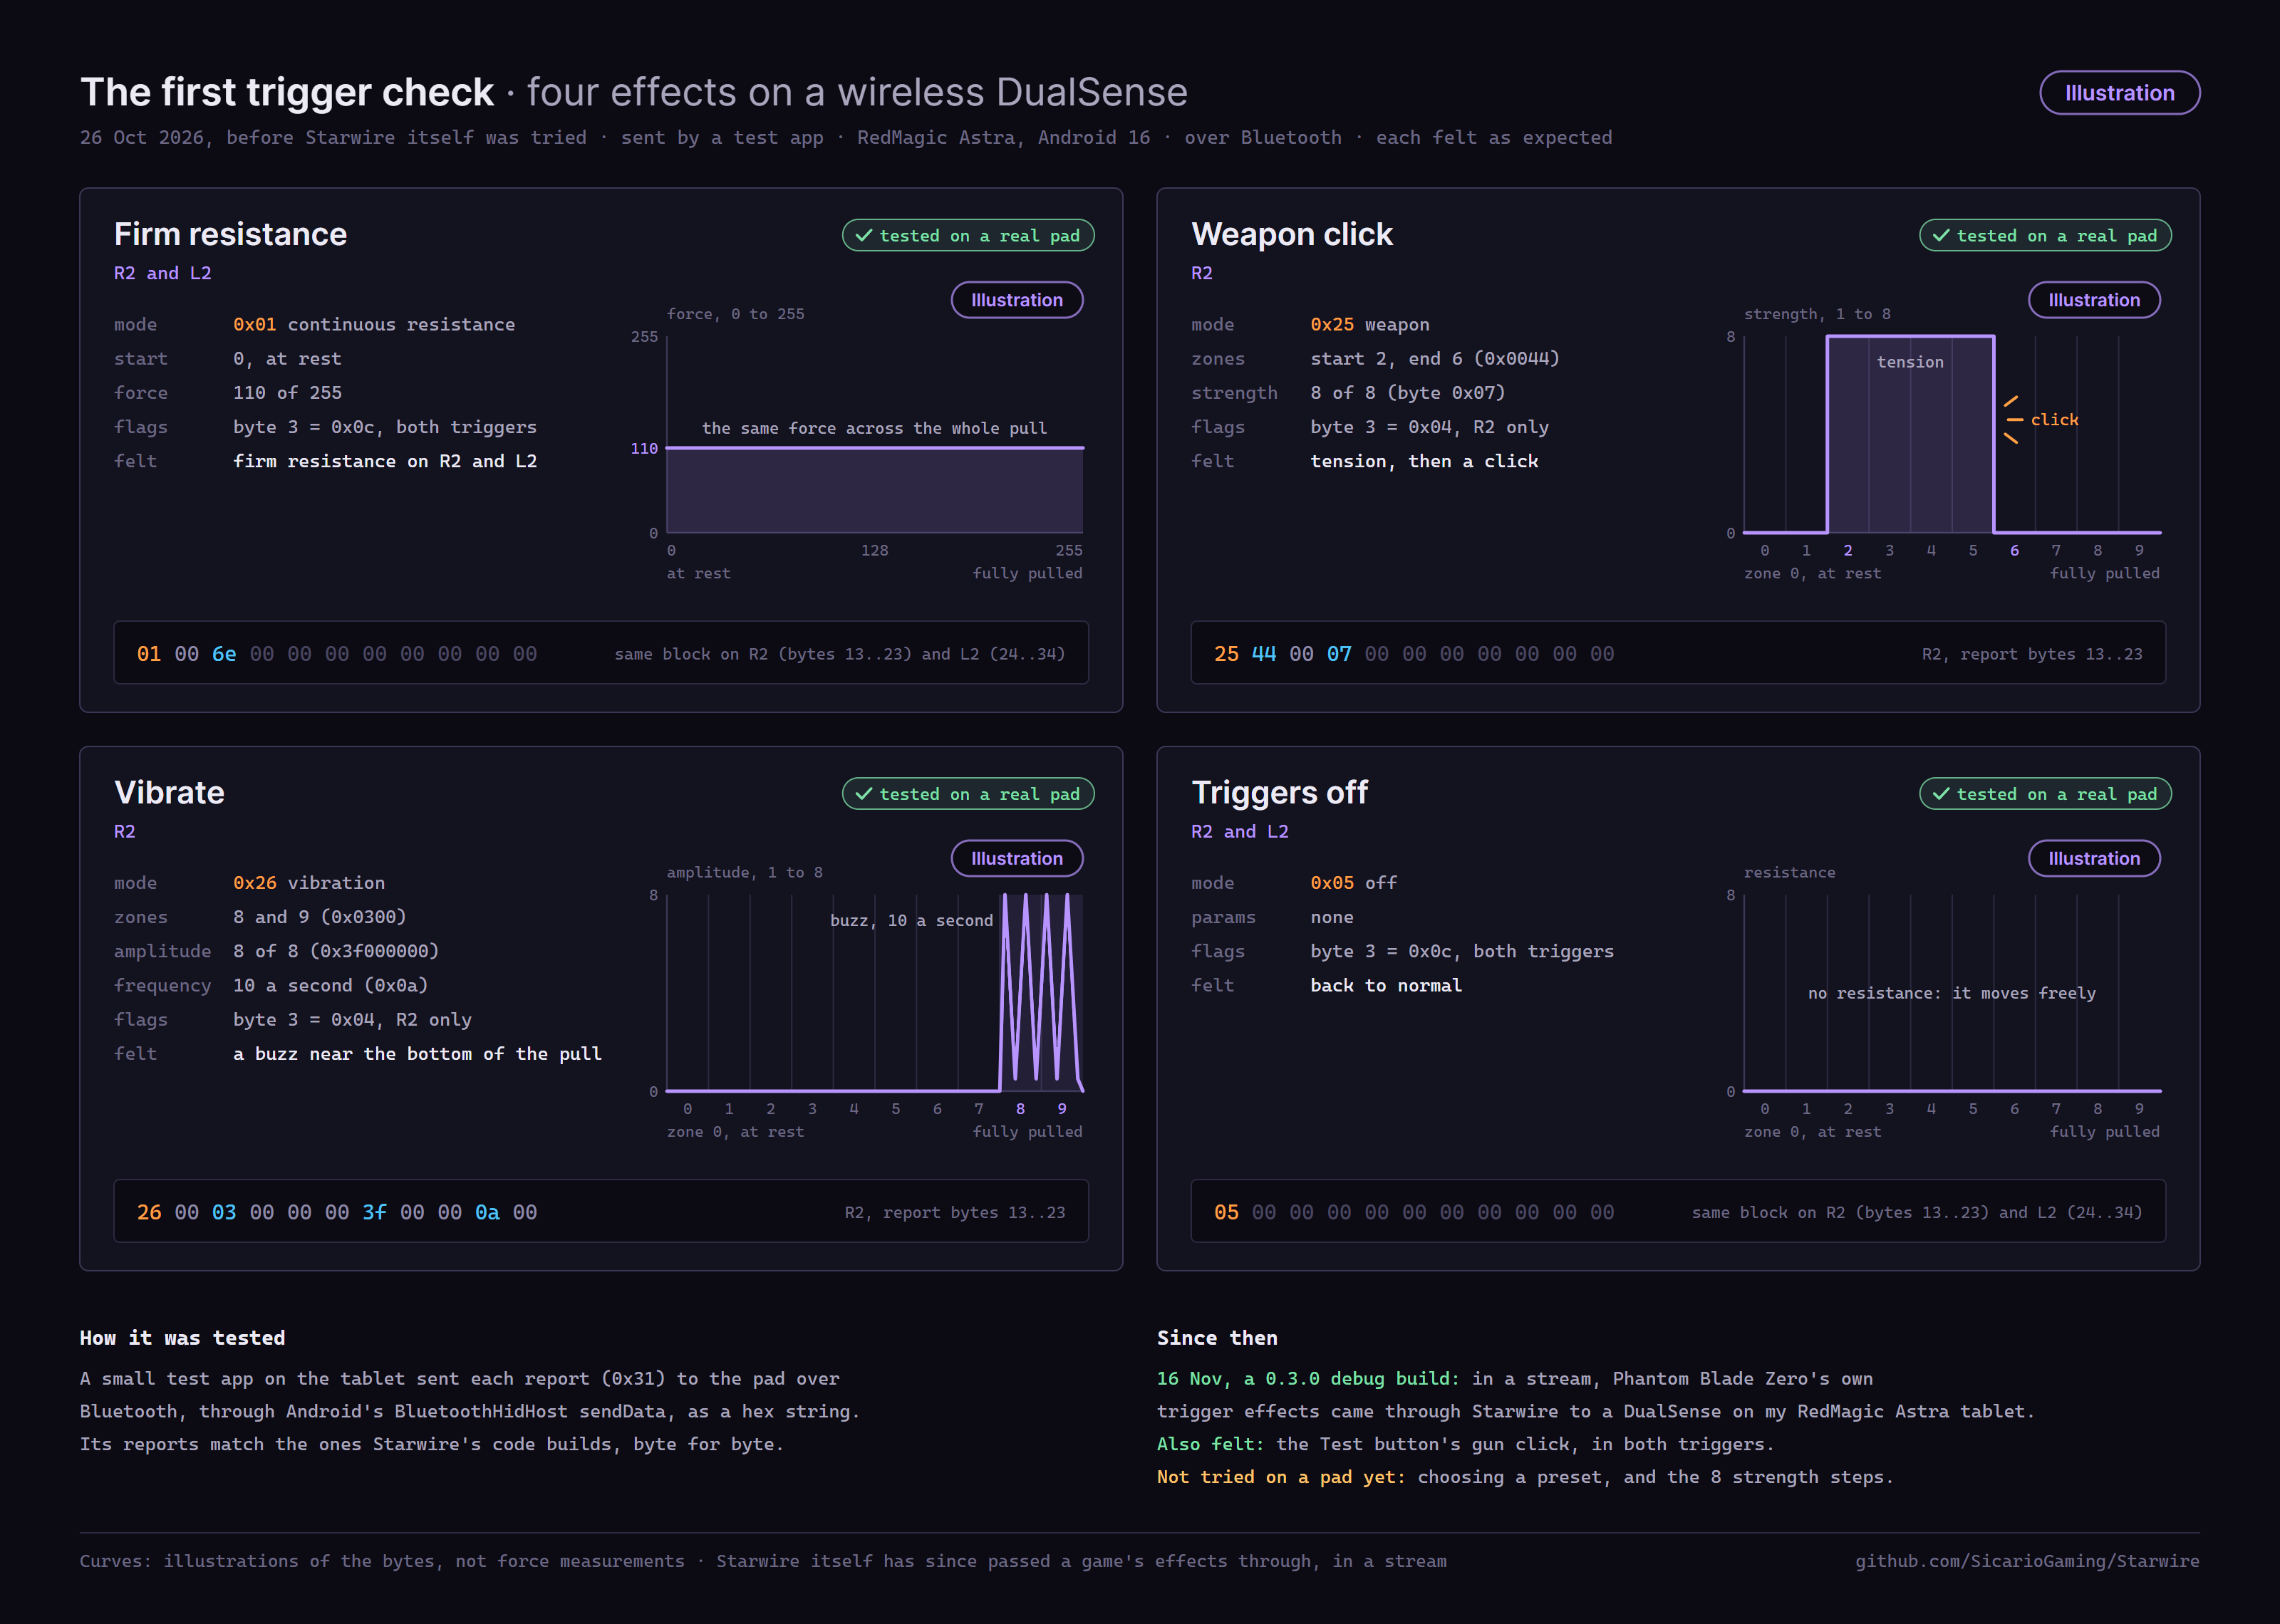 The first trigger check · four effects on a wireless DualSense
Illustration
26 Oct 2026, before Starwire itself was tried · sent by a test app · RedMagic Astra, Android 16 · over Bluetooth · each felt as expected
Firm resistance
tested on a real pad
R2 and L2
Illustration
mode 0x01 continuous resistance
start 0, at rest
force 110 of 255
flags byte 3 = 0x0c, both triggers
felt firm resistance on R2 and L2
force, 0 to 255
255
the same force across the whole pull
110
0
0 128 255
at rest fully pulled
01 00 6e 00 00 00 00 00 00 00 00 same block on R2 (bytes 13..23) and L2 (24..34)
Weapon click
tested on a real pad
R2
Illustration
mode 0x25 weapon
zones start 2, end 6 (0x0044)
strength 8 of 8 (byte 0x07)
flags byte 3 = 0x04, R2 only
felt tension, then a click
strength, 1 to 8
8
tension
click
0
0 1 2 3 4 5 6 7 8 9
zone 0, at rest fully pulled
25 44 00 07 00 00 00 00 00 00 00 R2, report bytes 13..23
Vibrate
tested on a real pad
R2
Illustration
mode 0x26 vibration
zones 8 and 9 (0x0300)
amplitude 8 of 8 (0x3f000000)
frequency 10 a second (0x0a)
flags byte 3 = 0x04, R2 only
felt a buzz near the bottom of the pull
amplitude, 1 to 8
8
buzz, 10 a second
0
0 1 2 3 4 5 6 7 8 9
zone 0, at rest fully pulled
26 00 03 00 00 00 3f 00 00 0a 00 R2, report bytes 13..23
Triggers off
tested on a real pad
R2 and L2
Illustration
mode 0x05 off
params none
flags byte 3 = 0x0c, both triggers
felt back to normal
resistance
8
no resistance: it moves freely
0
0 1 2 3 4 5 6 7 8 9
zone 0, at rest fully pulled
05 00 00 00 00 00 00 00 00 00 00 same block on R2 (bytes 13..23) and L2 (24..34)
How it was tested
A small test app on the tablet sent each report (0x31) to the pad over
Bluetooth, through Android's BluetoothHidHost sendData, as a hex string.
Its reports match the ones Starwire's code builds, byte for byte.
Since then
16 Nov, a 0.3.0 debug build: in a stream, Phantom Blade Zero's own
trigger effects came through Starwire to a DualSense on my RedMagic Astra tablet.
Also felt: the Test button's gun click, in both triggers.
Not tried on a pad yet: choosing a preset, and the 8 strength steps.
Curves: illustrations of the bytes, not force measurements · Starwire itself has since passed a game's effects through, in a stream
github.com/SicarioGaming/Starwire